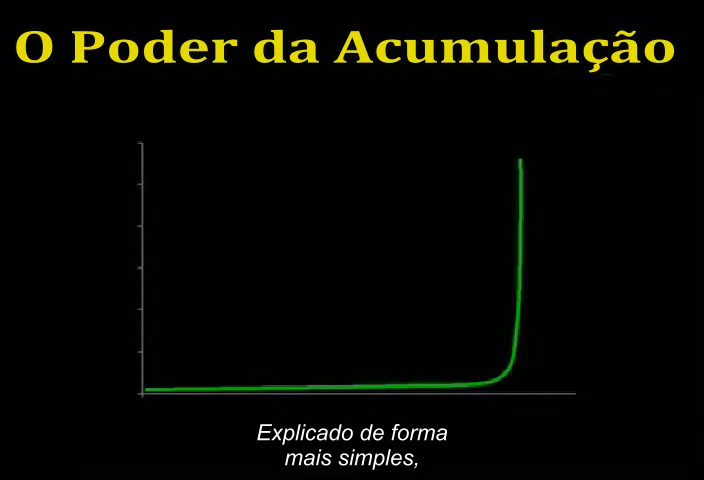 O Poder da Acumulação
Explicado de forma
mais simples,